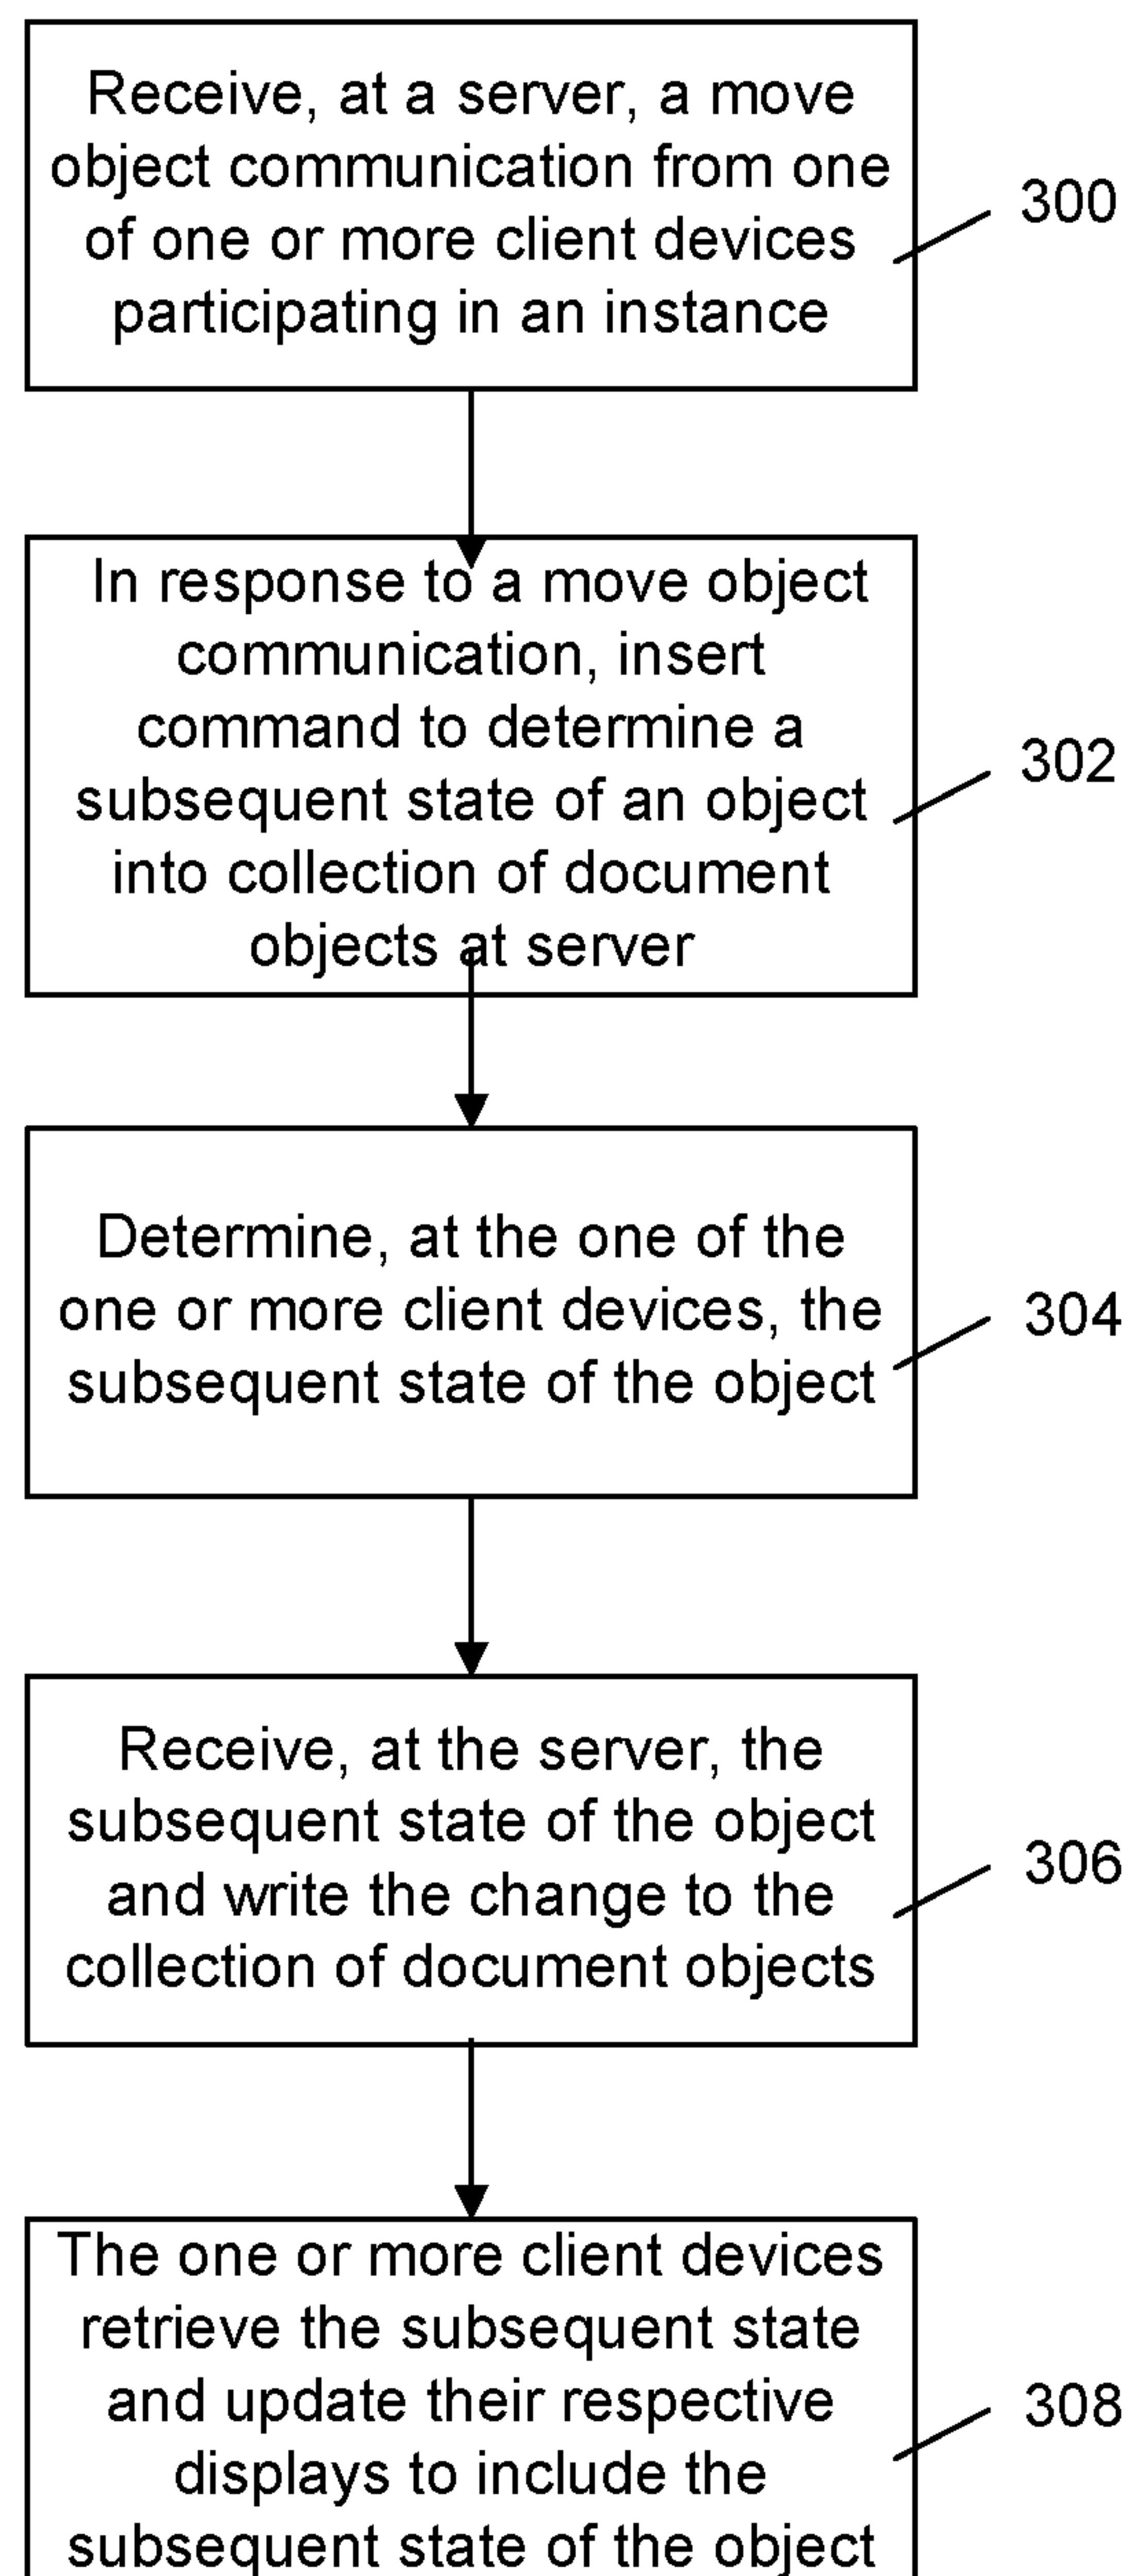 Receive, at a server, a move
object communication from one
of one or more client devices
participating in an instance
300
In response to a move object
communication, insert
command to determine a
subsequent state of an object
into collection of document
objects at server
302
Determine, at the one of the
one or more client devices, the
subsequent state of the object
304
Receive, at the server, the
subsequent state of the object
and write the change to the
collection of document objects
306
The one or more client devices
retrieve the subsequent state
and update their respective
displays to include the
subsequent state of the object
308